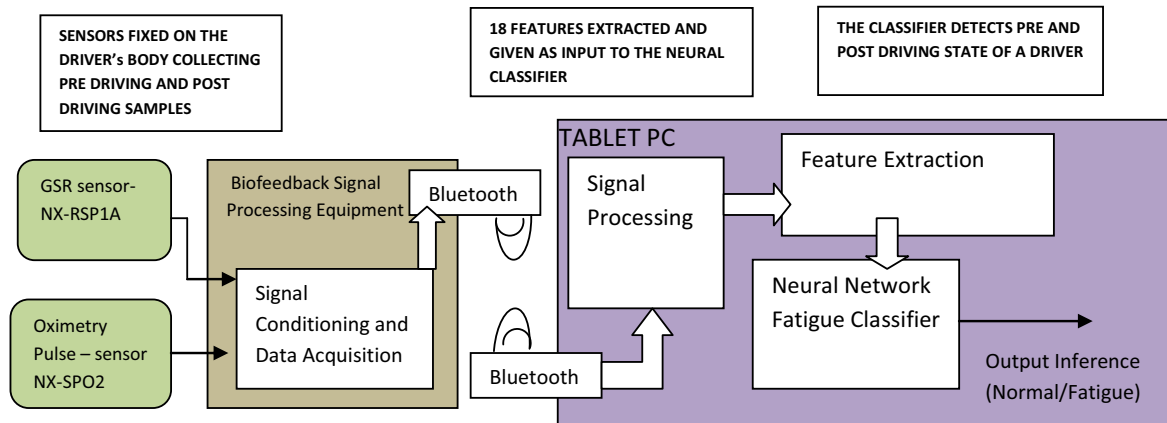 SENSORS FIXED ON THE
DRIVER's BODY COLLECTING
PRE DRIVING AND POST
DRIVING SAMPLES
18 FEATURES EXTRACTED AND
GIVEN AS INPUT TO THE NEURAL
CLASSIFIER
THE CLASSIFIER DETECTS PRE AND
POST DRIVING STATE OF A DRIVER
GSR sensor-
NX-RSP1A
Oximetry
Pulse – sensor
NX-SPO2
Biofeedback Signal
Processing Equipment
Bluetooth
Signal
Conditioning and
Data Acquisition
Bluetooth
TABLET PC
Signal
Processing
Feature Extraction
Neural Network
Fatigue Classifier
Output Inference
(Normal/Fatigue)